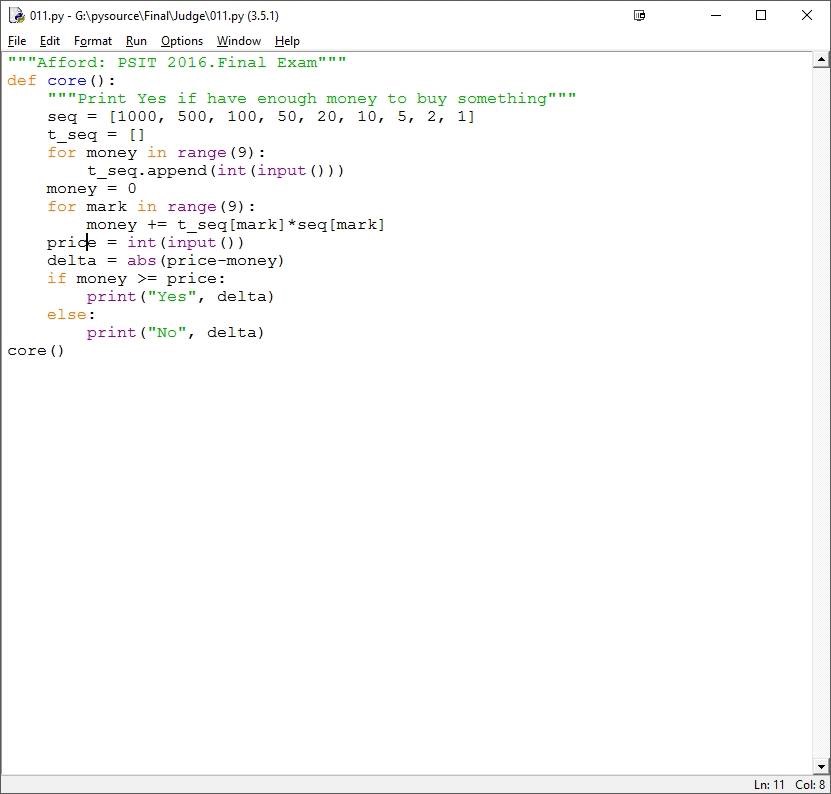 011.py - G:\pysource\Final\Judge\011.py (3.5.1)
File Edit Format Run Options Window Help
"""Afford: PSIT 2016.Final Exam"""
def core():
    """Print Yes if have enough money to buy something"""
    seq = [1000, 500, 100, 50, 20, 10, 5, 2, 1]
    t_seq = []
    for money in range(9):
        t_seq.append(int(input()))
    money = 0
    for mark in range(9):
        money += t_seq[mark]*seq[mark]
    price = int(input())
    delta = abs(price-money)
    if money >= price:
        print("Yes", delta)
    else:
        print("No", delta)
core()
Ln: 11 Col: 8